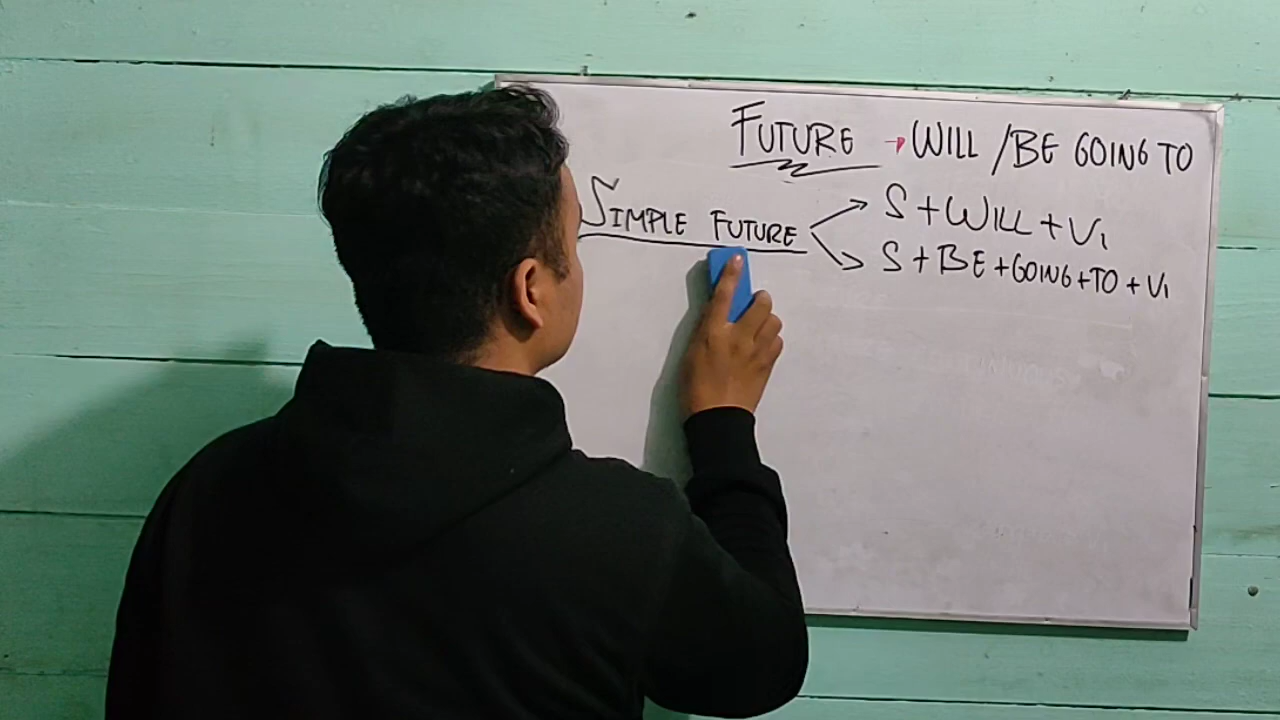 FUTURE → WILL / BE GOING TO
SIMPLE FUTURE
S + WILL + V1
S + BE + GOING + TO + V1